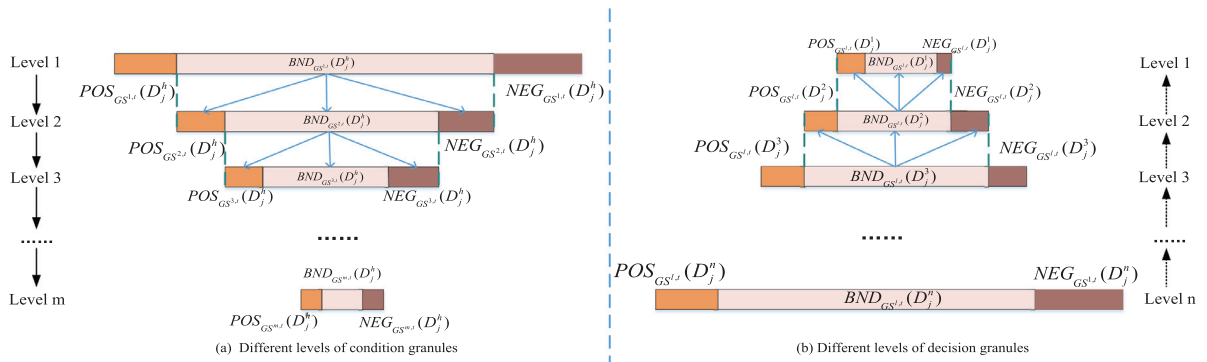 Level 1
BND_{GS^{1,t}}(D_j^h)
POS_{GS^{1,t}}(D_j^h)
NEG_{GS^{1,t}}(D_j^h)
Level 2
BND_{GS^{2,t}}(D_j^h)
POS_{GS^{2,t}}(D_j^h)
NEG_{GS^{2,t}}(D_j^h)
Level 3
BND_{GS^{3,t}}(D_j^h)
POS_{GS^{3,t}}(D_j^h)
NEG_{GS^{3,t}}(D_j^h)
......
......
BND_{GS^{m,t}}(D_j^h)
Level m
POS_{GS^{m,t}}(D_j^h)
NEG_{GS^{m,t}}(D_j^h)
(a) Different levels of condition granules
POS_{GS^{l,t}}(D_j^1)
NEG_{GS^{l,t}}(D_j^1)
BND_{GS^{l,t}}(D_j^1)
Level 1
POS_{GS^{l,t}}(D_j^2)
NEG_{GS^{l,t}}(D_j^2)
BND_{GS^{l,t}}(D_j^2)
Level 2
POS_{GS^{l,t}}(D_j^3)
NEG_{GS^{l,t}}(D_j^3)
BND_{GS^{l,t}}(D_j^3)
Level 3
......
......
POS_{GS^{l,t}}(D_j^n)
NEG_{GS^{1,t}}(D_j^n)
BND_{GS^{l,t}}(D_j^n)
Level n
(b) Different levels of decision granules